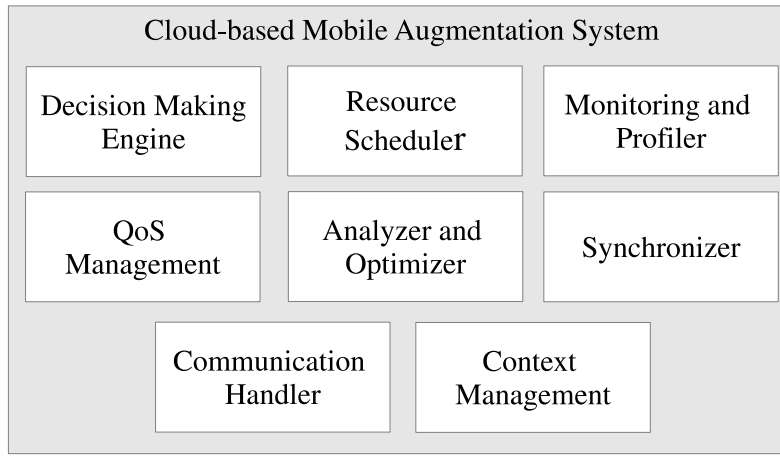 Cloud-based Mobile Augmentation System
Decision Making
Engine
Resource
Scheduler
Monitoring and
Profiler
QoS
Management
Analyzer and
Optimizer
Synchronizer
Communication
Handler
Context
Management